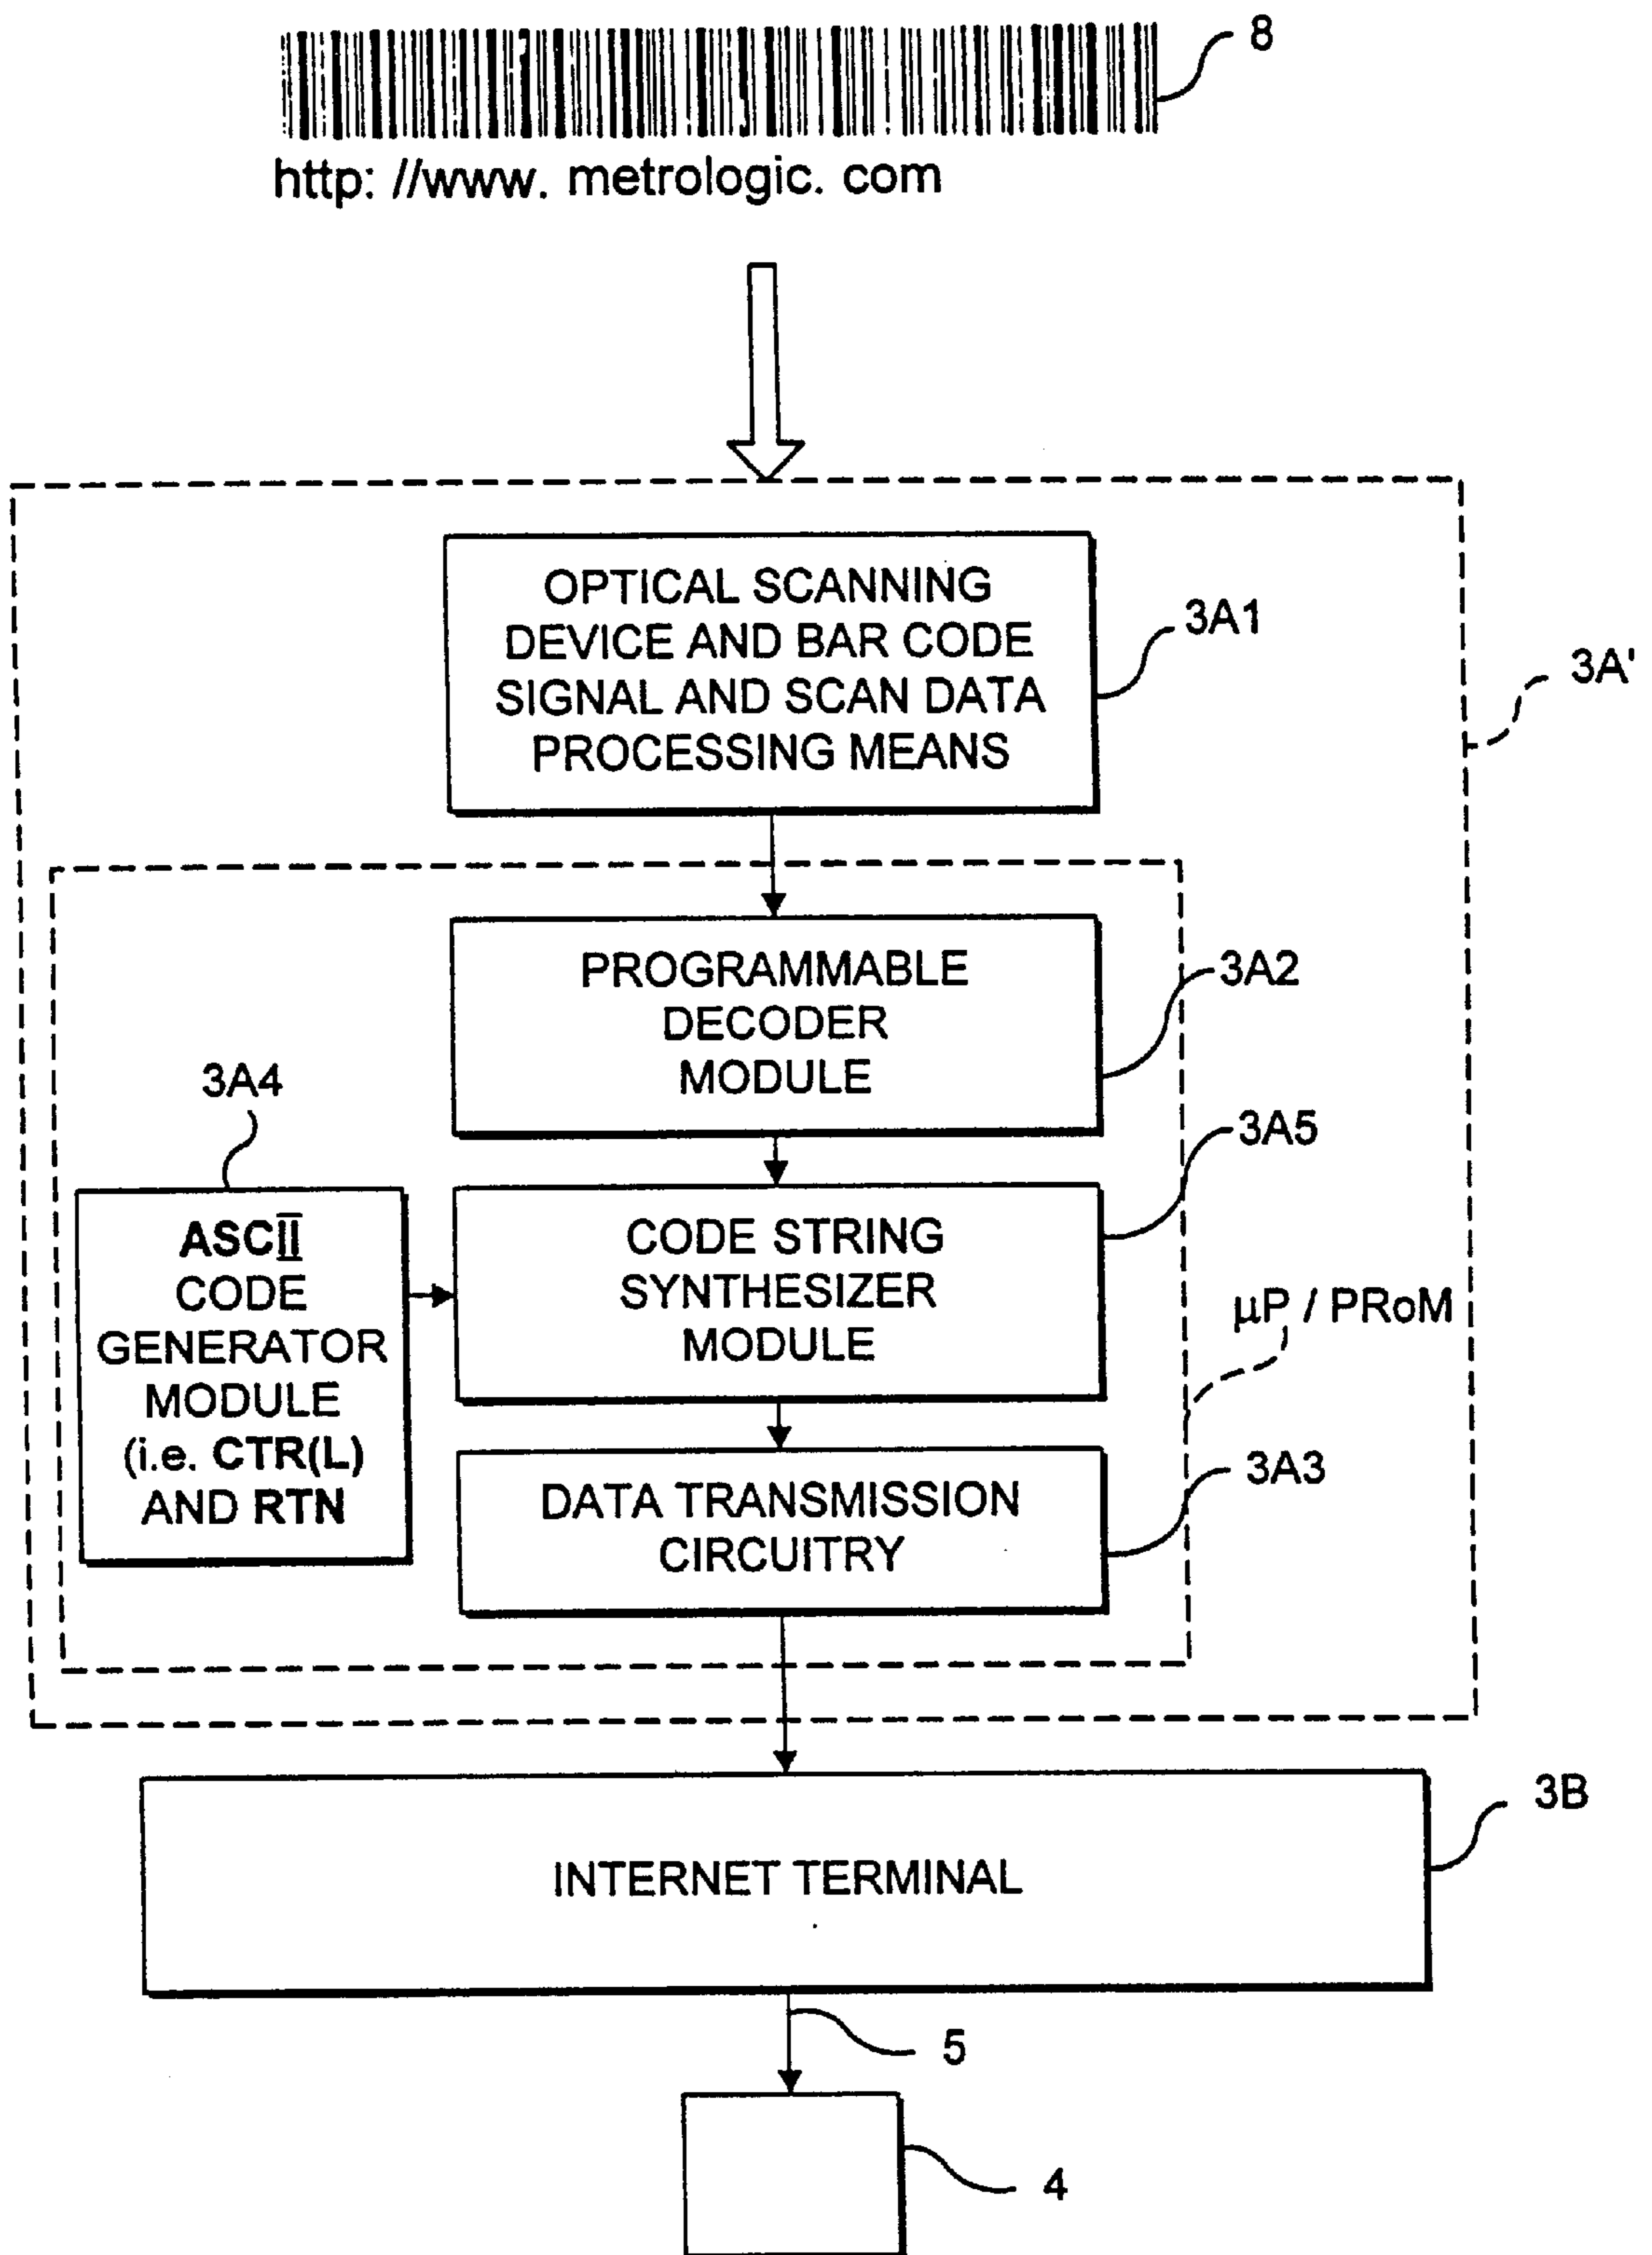 8
http: //www. metrologic. com
OPTICAL SCANNING
DEVICE AND BAR CODE
SIGNAL AND SCAN DATA
PROCESSING MEANS
3A1
3A'
PROGRAMMABLE
DECODER
MODULE
3A2
3A4
3A5
ASCII
CODE
GENERATOR
MODULE
(i.e. CTR(L)
AND RTN
CODE STRING
SYNTHESIZER
MODULE
µP / PRoM
DATA TRANSMISSION
CIRCUITRY
3A3
INTERNET TERMINAL
3B
5
4